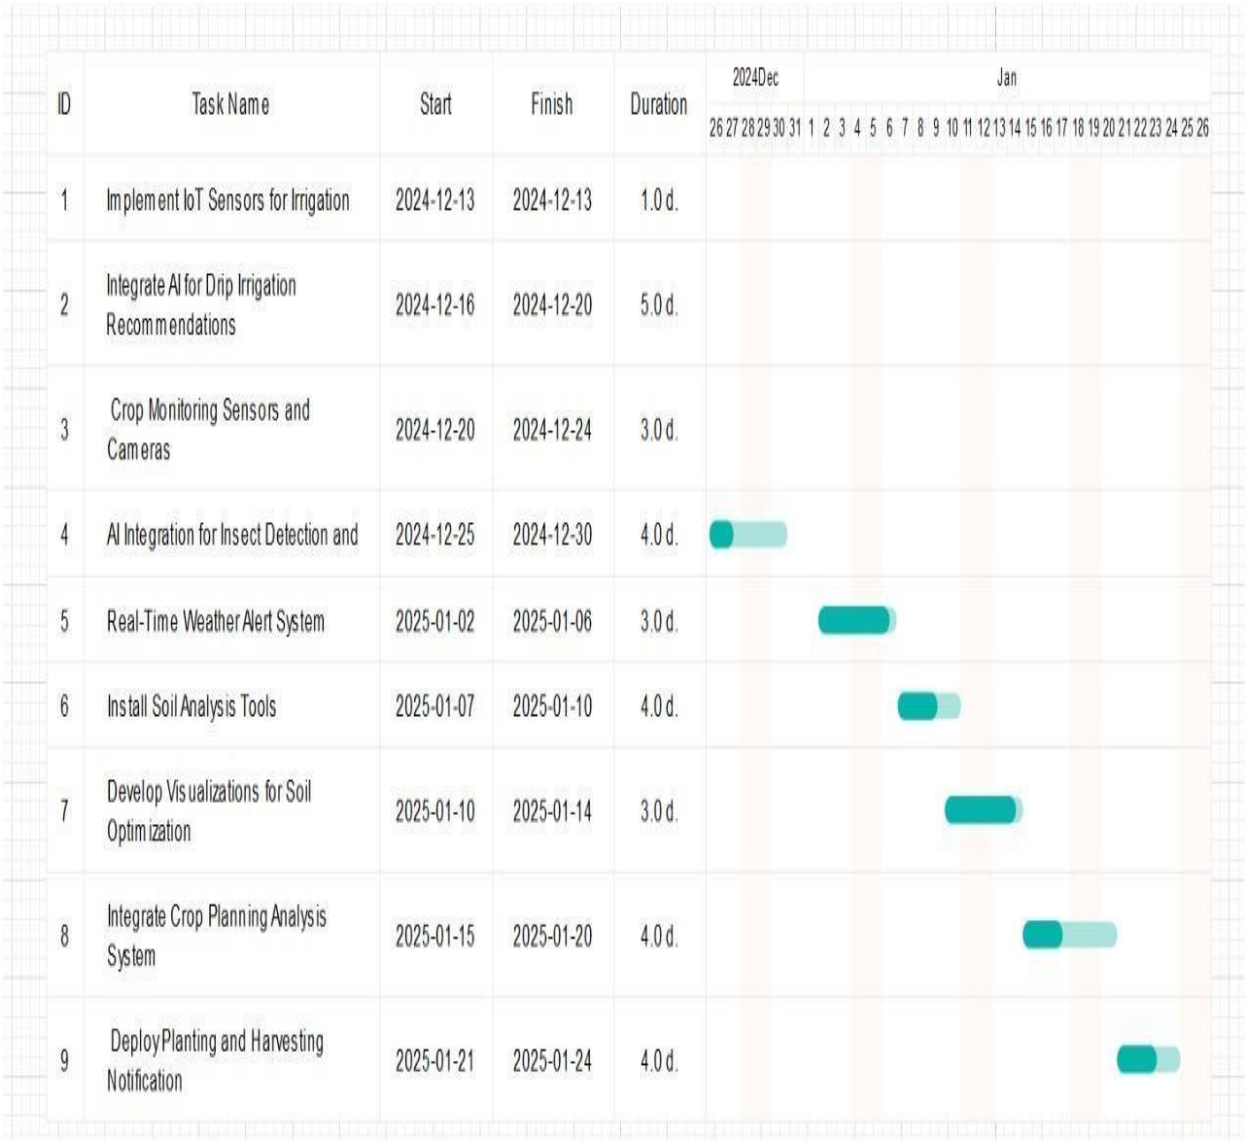 2024Dec Jan
ID Task Name Start Finish Duration
26 27 28 29 30 31 1 2 3 4 5 6 7 8 9 10 11 12 13 14 15 16 17 18 19 20 21 22 23 24 25 26
1 Implement IoT Sensors for Irrigation 2024-12-13 2024-12-13 1.0 d.
Integrate AI for Drip Irrigation
2 2024-12-16 2024-12-20 5.0 d.
Recommendations
Crop Monitoring Sensors and
3 2024-12-20 2024-12-24 3.0 d.
Cameras
4 AI Integration for Insect Detection and 2024-12-25 2024-12-30 4.0 d.
5 Real-Time Weather Alert System 2025-01-02 2025-01-06 3.0 d.
6 Install Soil Analysis Tools 2025-01-07 2025-01-10 4.0 d.
Develop Visualizations for Soil
7 2025-01-10 2025-01-14 3.0 d.
Optimization
Integrate Crop Planning Analysis
8 2025-01-15 2025-01-20 4.0 d.
System
Deploy Planting and Harvesting
9 2025-01-21 2025-01-24 4.0 d.
Notification